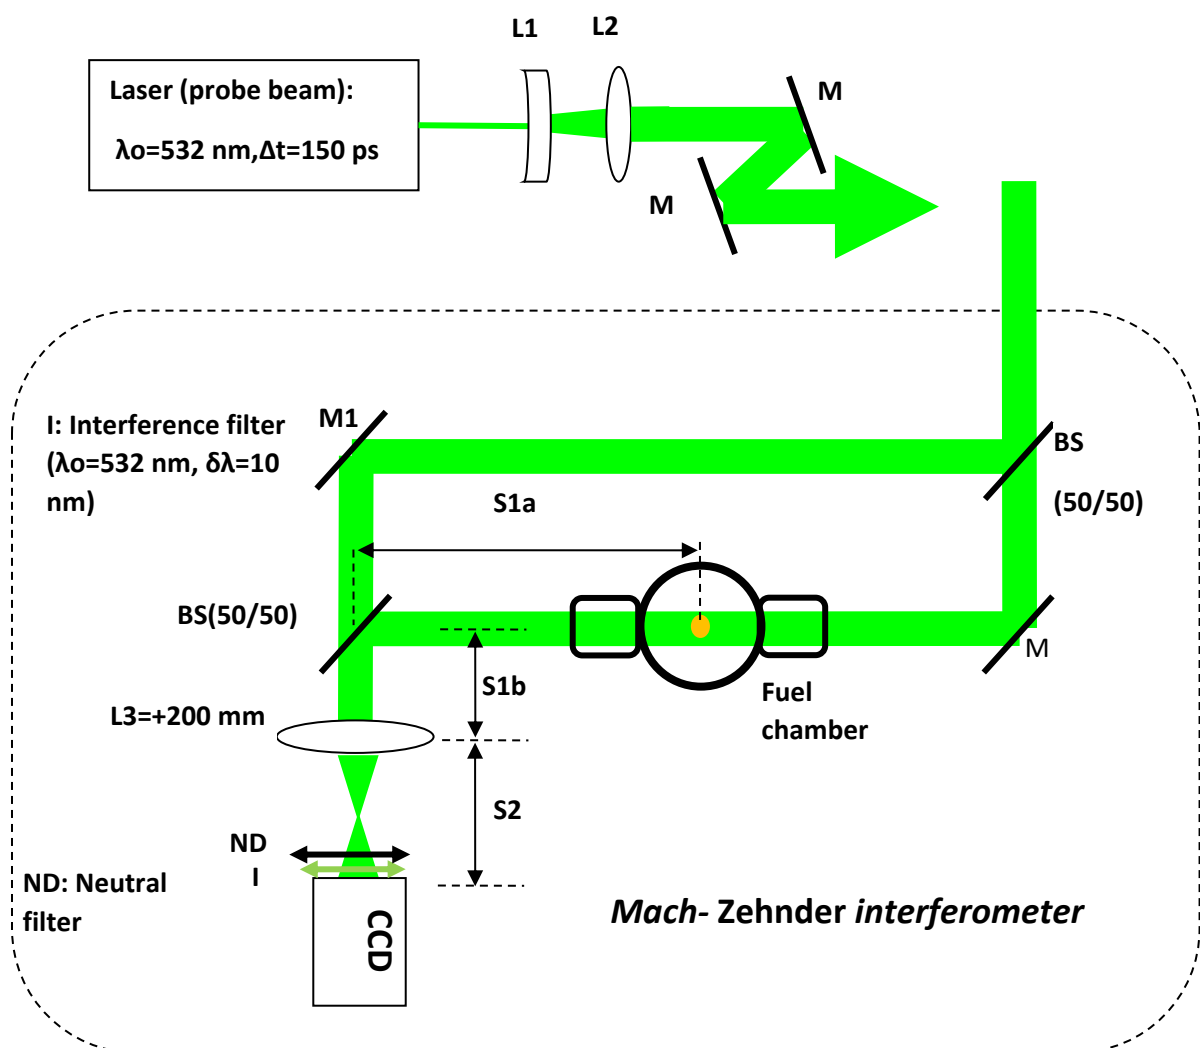 L1
L2
Laser (probe beam):
λo=532 nm,Δt=150 ps
M
M
I: Interference filter
(λo=532 nm, δλ=10
nm)
M1
BS
(50/50)
S1a
BS(50/50)
M
S1b
Fuel
chamber
L3=+200 mm
S2
ND
I
ND: Neutral
filter
CCD
Mach- Zehnder interferometer